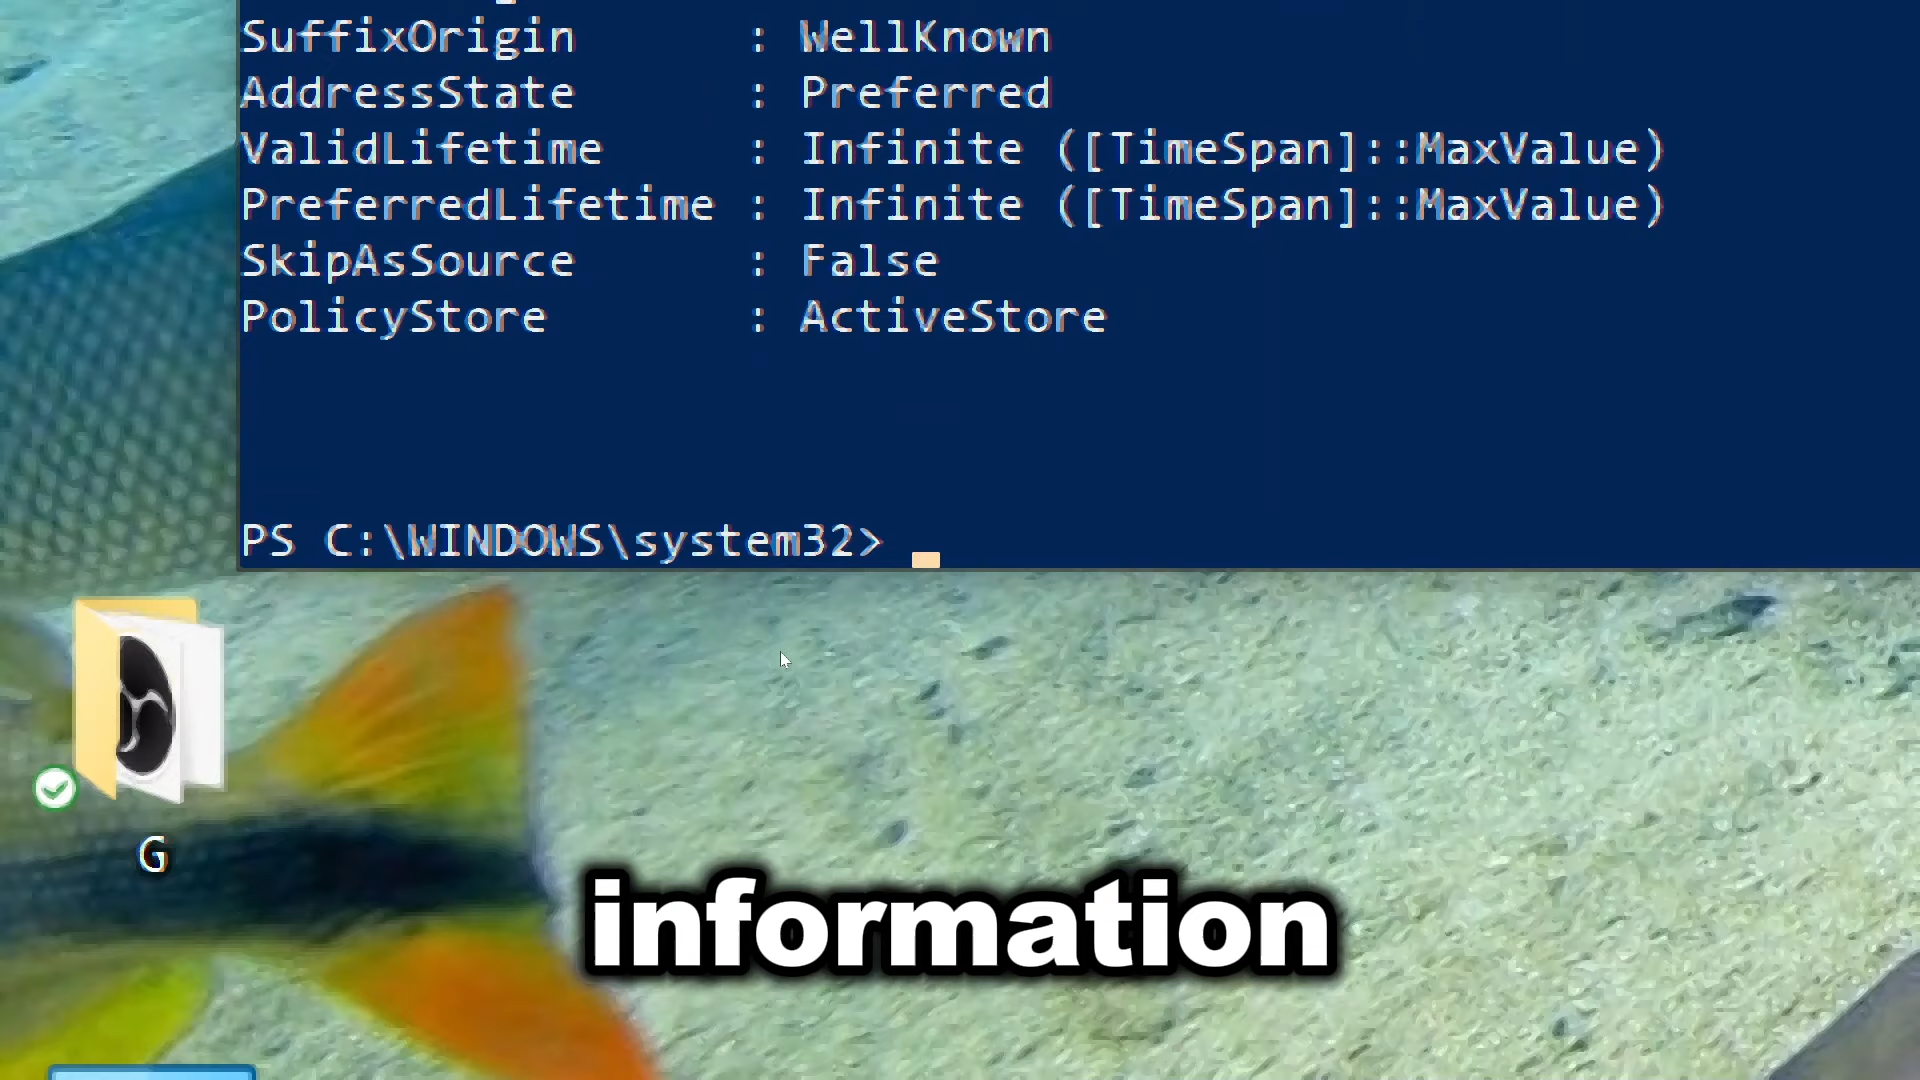 SuffixOrigin : WellKnown
AddressState : Preferred
ValidLifetime : Infinite ([TimeSpan]::MaxValue)
PreferredLifetime : Infinite ([TimeSpan]::MaxValue)
SkipAsSource : False
PolicyStore : ActiveStore
PS C:\WINDOWS\system32>
G
information